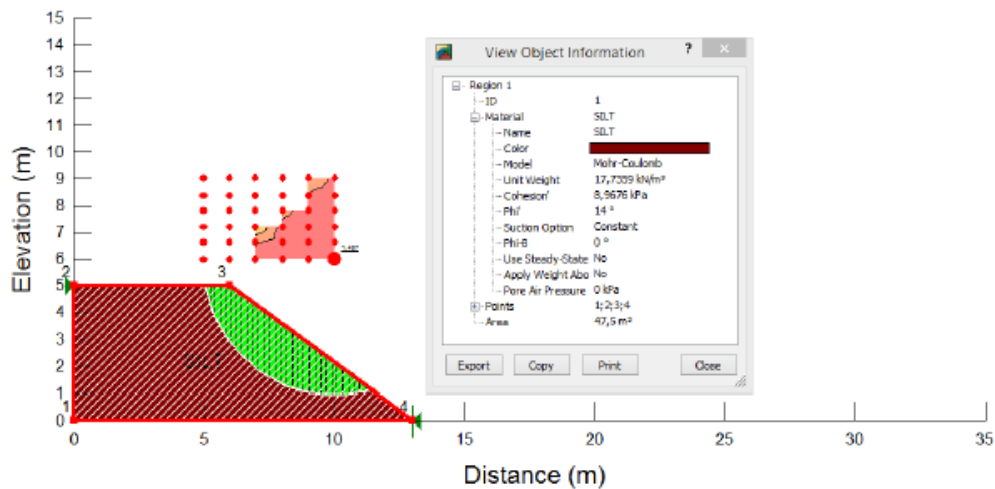 15
14
13
12
11
10
9
8
7
6
5
4
3
2
1
0
Elevation (m)
2
3
1
4
SILT
0
5
10
15
20
25
30
35
Distance (m)
View Object Information
?
x
Region 1
ID 1
Material SILT
Name SILT
Color
Model Mohr-Coulomb
Unit Weight 17,7359 kN/m³
Cohesion' 8,9676 kPa
Phi' 14 °
Suction Option Constant
Phi-B 0 °
Use Steady-State No
Apply Weight Abo No
Pore Air Pressure 0 kPa
Points 1;2;3;4
Area 47,5 m²
Export
Copy
Print
Close